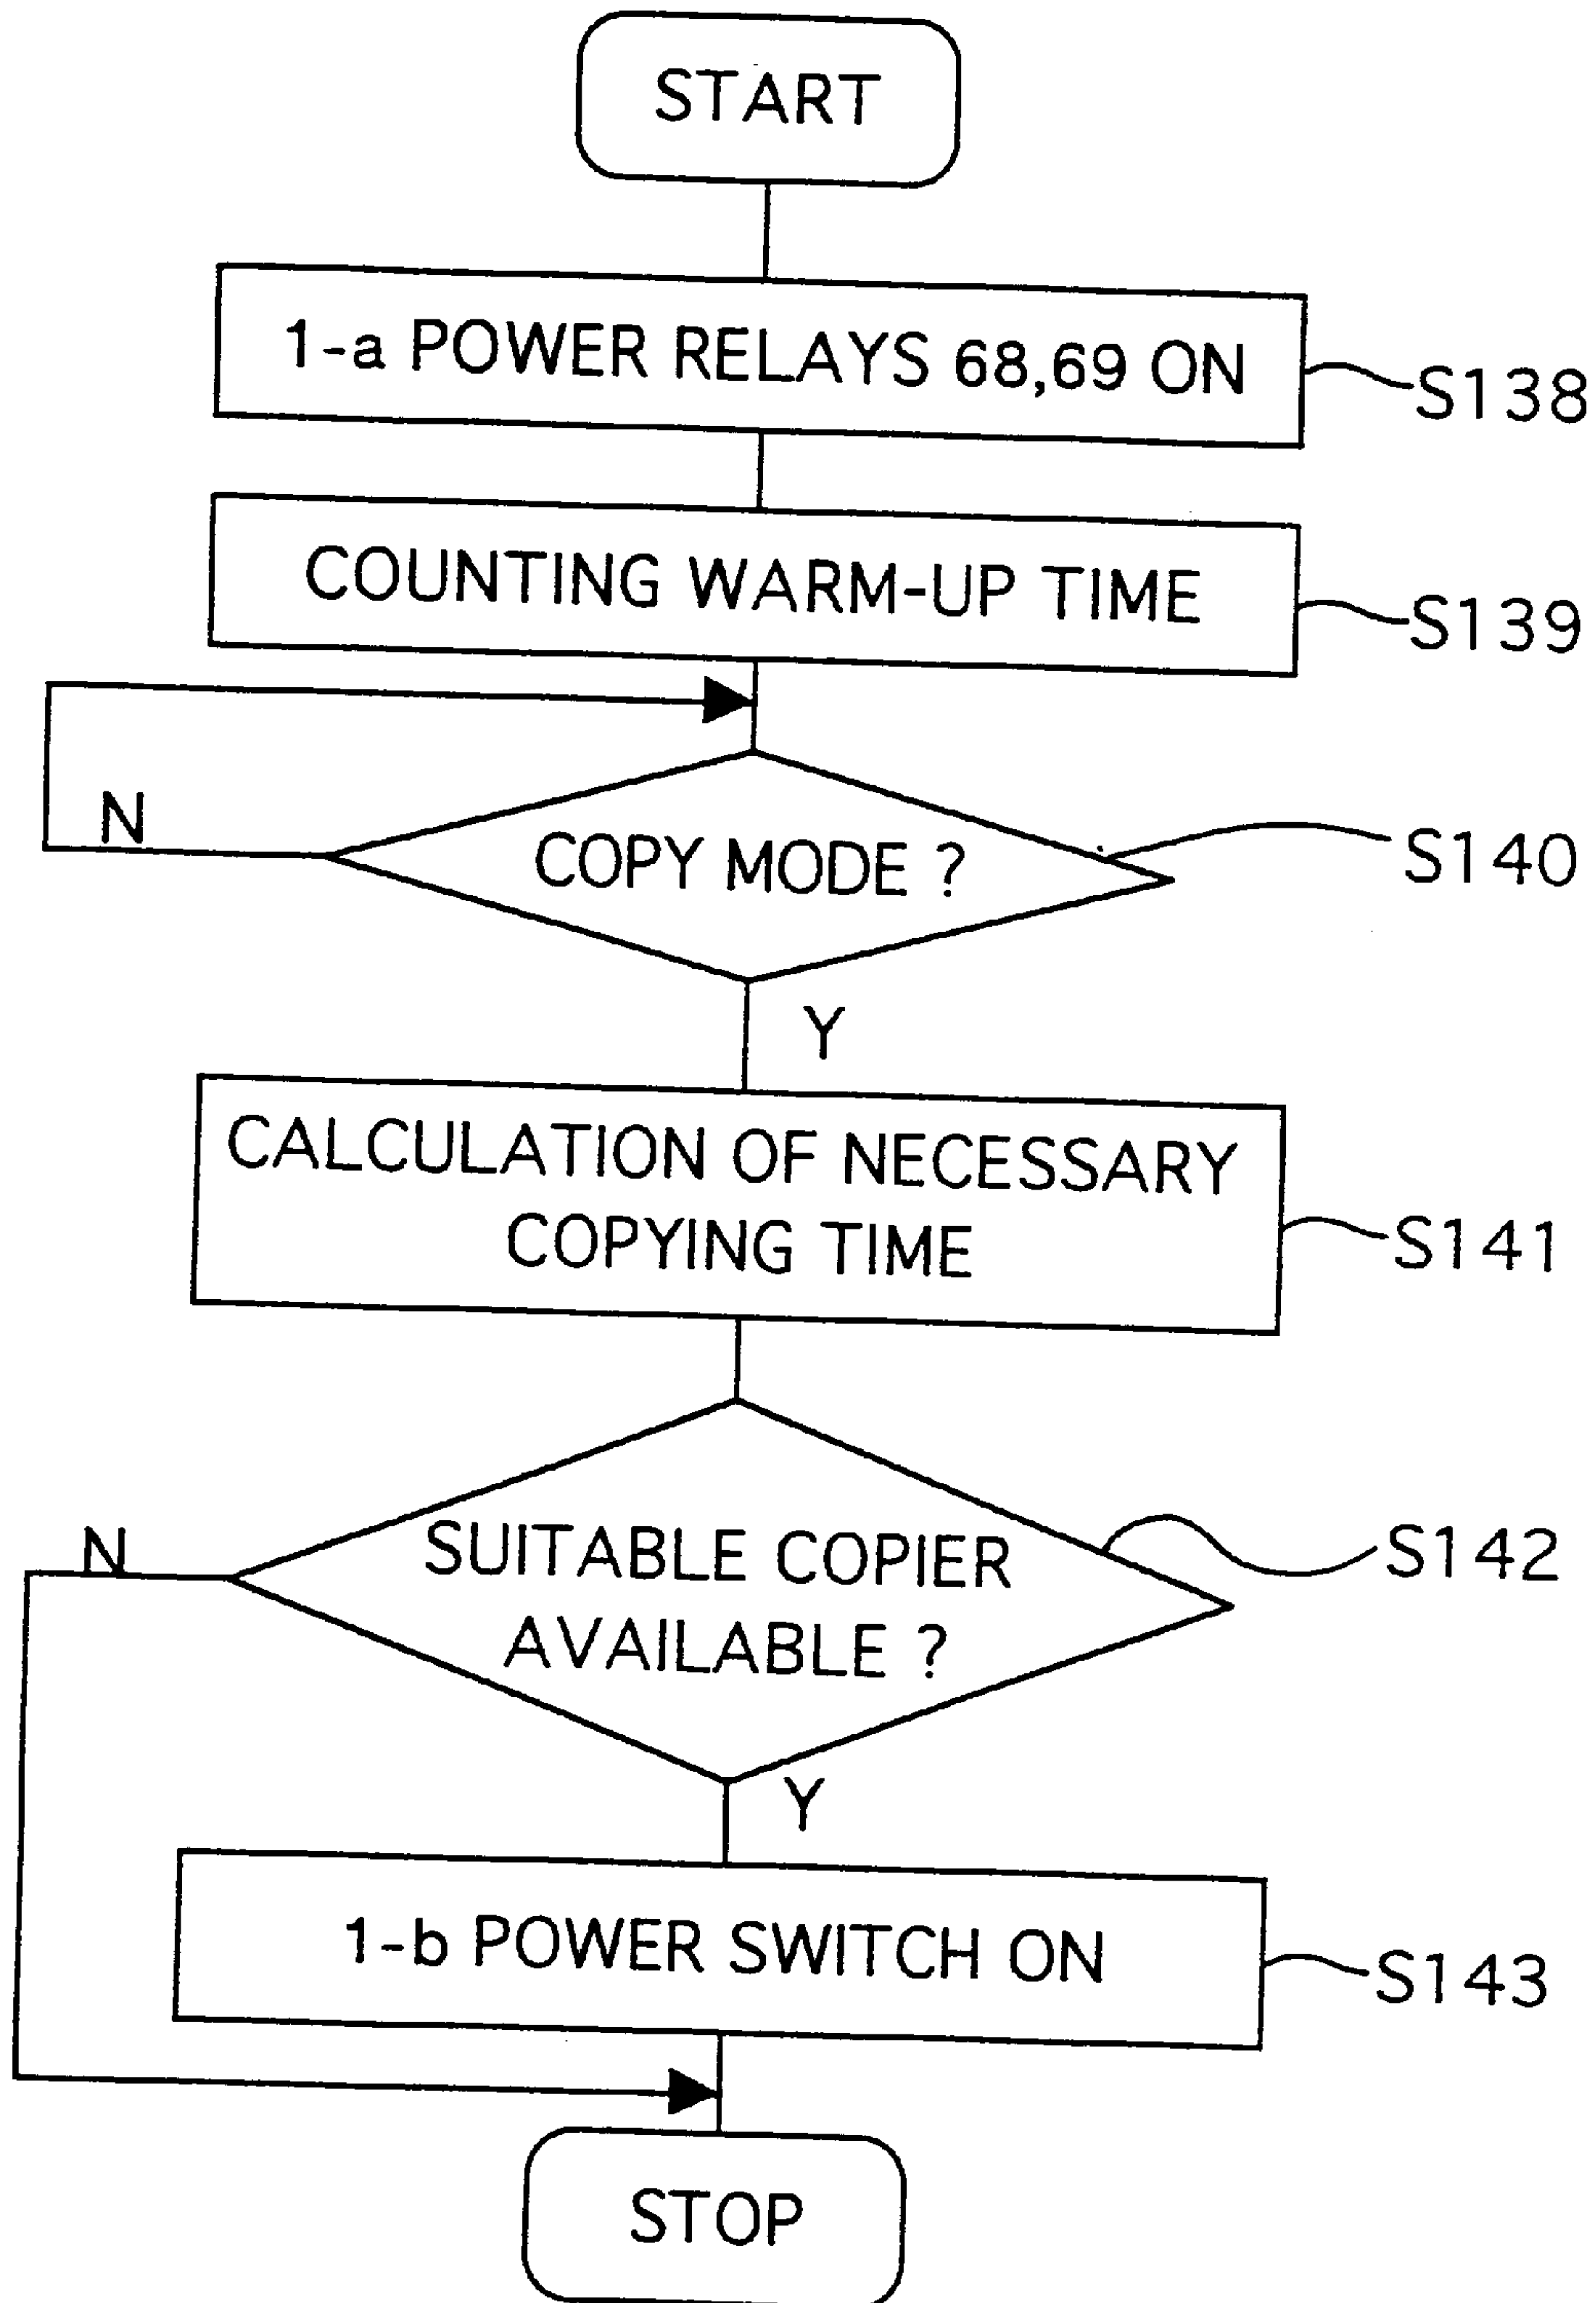 START
1-a POWER RELAYS 68,69 ON
S138
COUNTING WARM-UP TIME
S139
N
COPY MODE ?
S140
Y
CALCULATION OF NECESSARY
COPYING TIME
S141
N
SUITABLE COPIER
AVAILABLE ?
S142
Y
1-b POWER SWITCH ON
S143
STOP